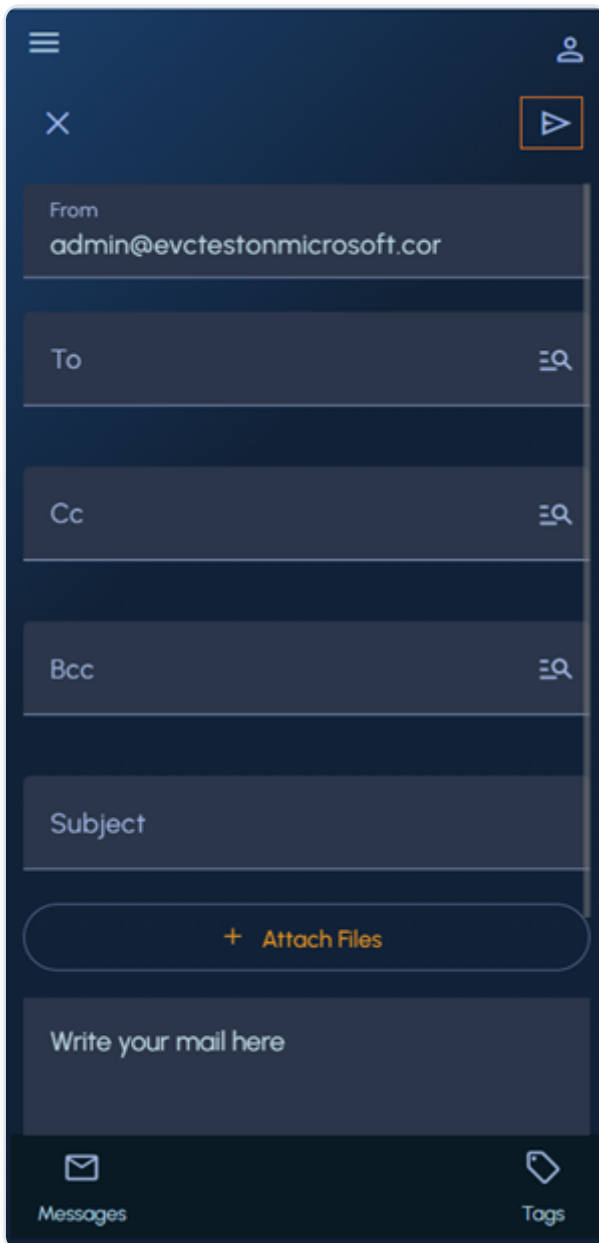 From
admin@evctestonmicrosoft.cor
To
Cc
Bcc
Subject
+ Attach Files
Write your mail here
Messages
Tags